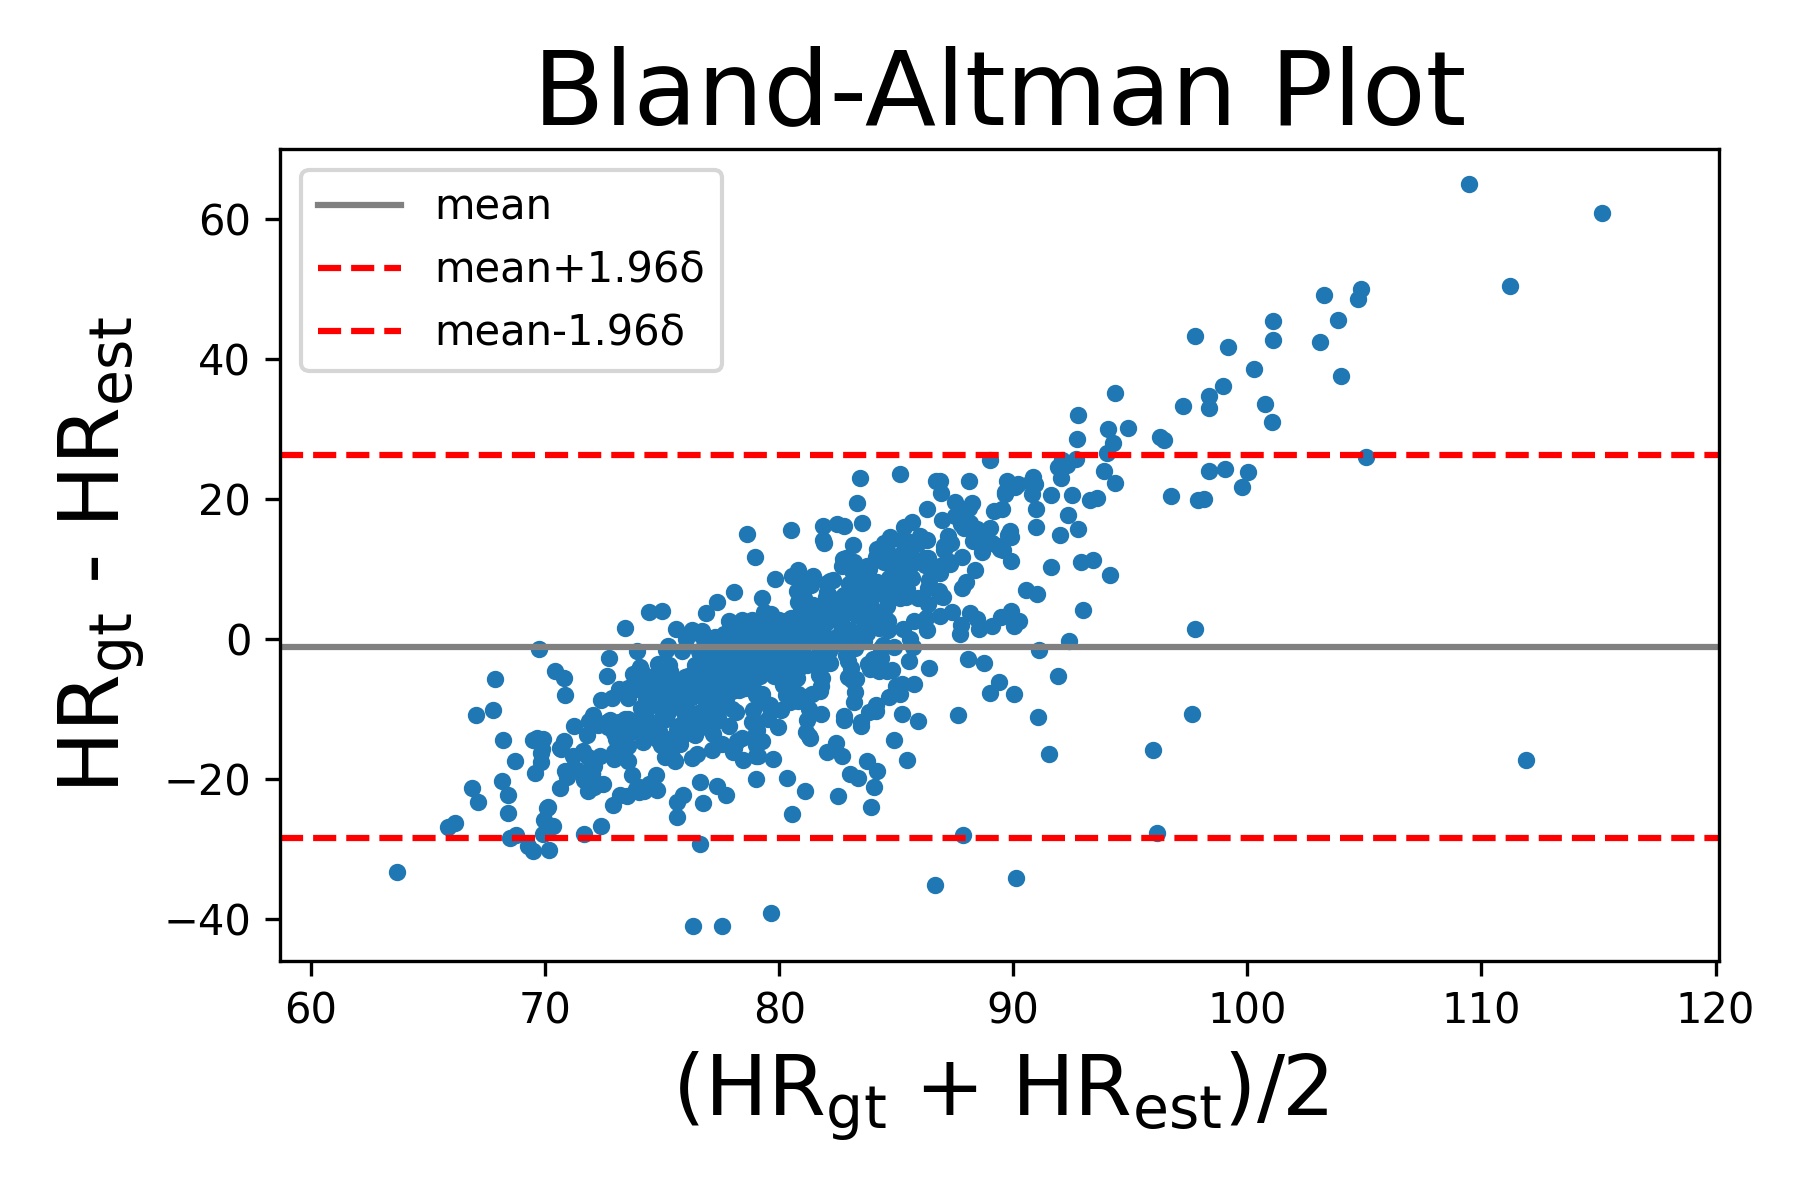 Bland-Altman Plot
mean
mean+1.96δ
mean-1.96δ
HRgt - HRest
60
40
20
0
−20
−40
60 70 80 90 100 110 120
(HRgt + HRest)/2